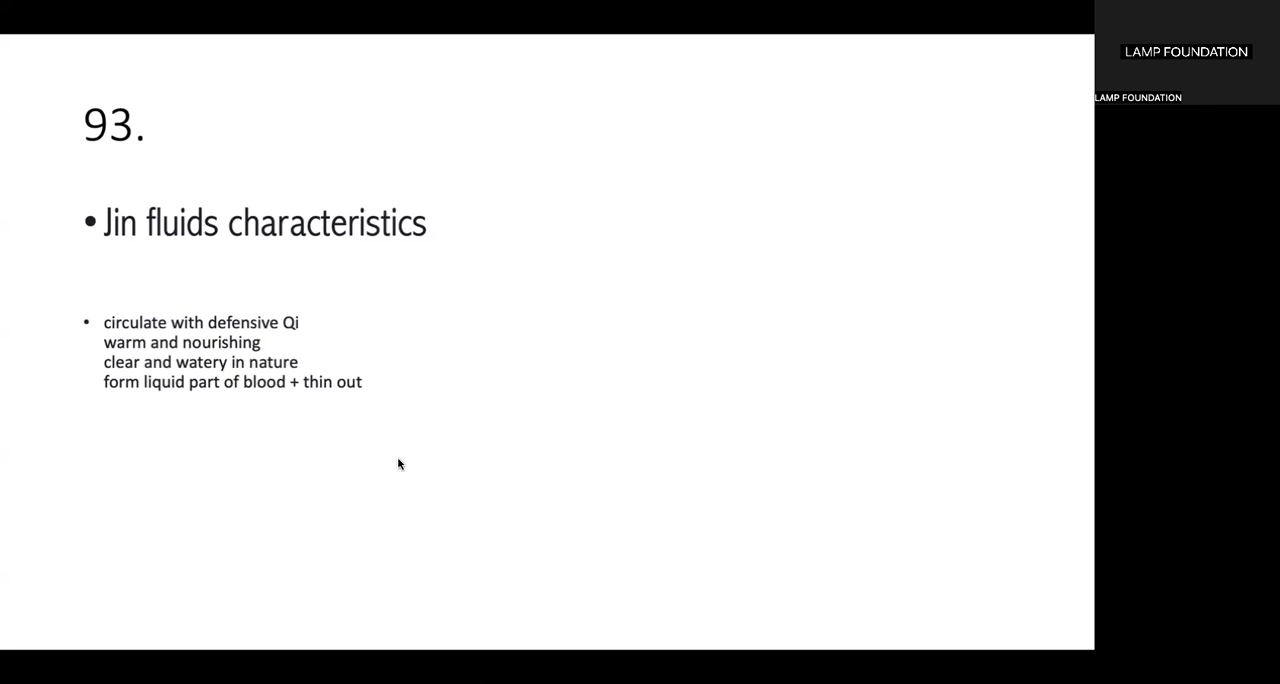 LAMP FOUNDATION
LAMP FOUNDATION
93.
• Jin fluids characteristics
• circulate with defensive Qi
warm and nourishing
clear and watery in nature
form liquid part of blood + thin out